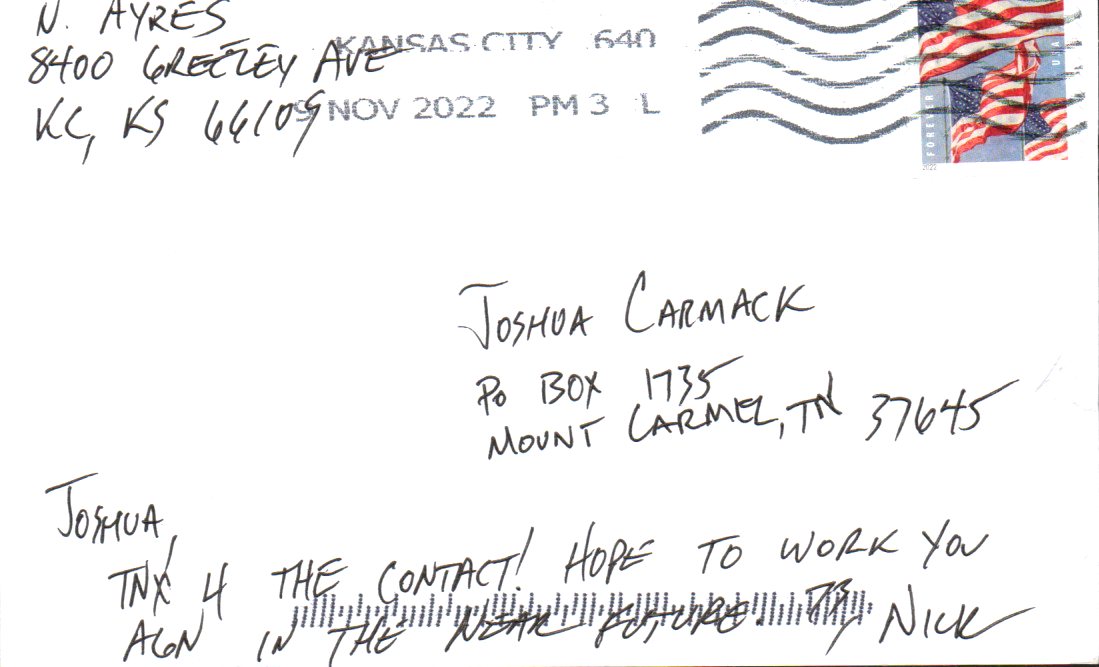 N. AYRES
8400 GREELEY AVE
KC, KS 66109
KANSAS CITY 640
9 NOV 2022 PM 3 L
FOREVER
USA
2022
JOSHUA CARMACK
PO BOX 1735
MOUNT CARMEL, TN 37645
JOSHUA,
TNX 4 THE CONTACT! HOPE TO WORK YOU
AGN IN THE NEAR FUTURE. 73, NICK